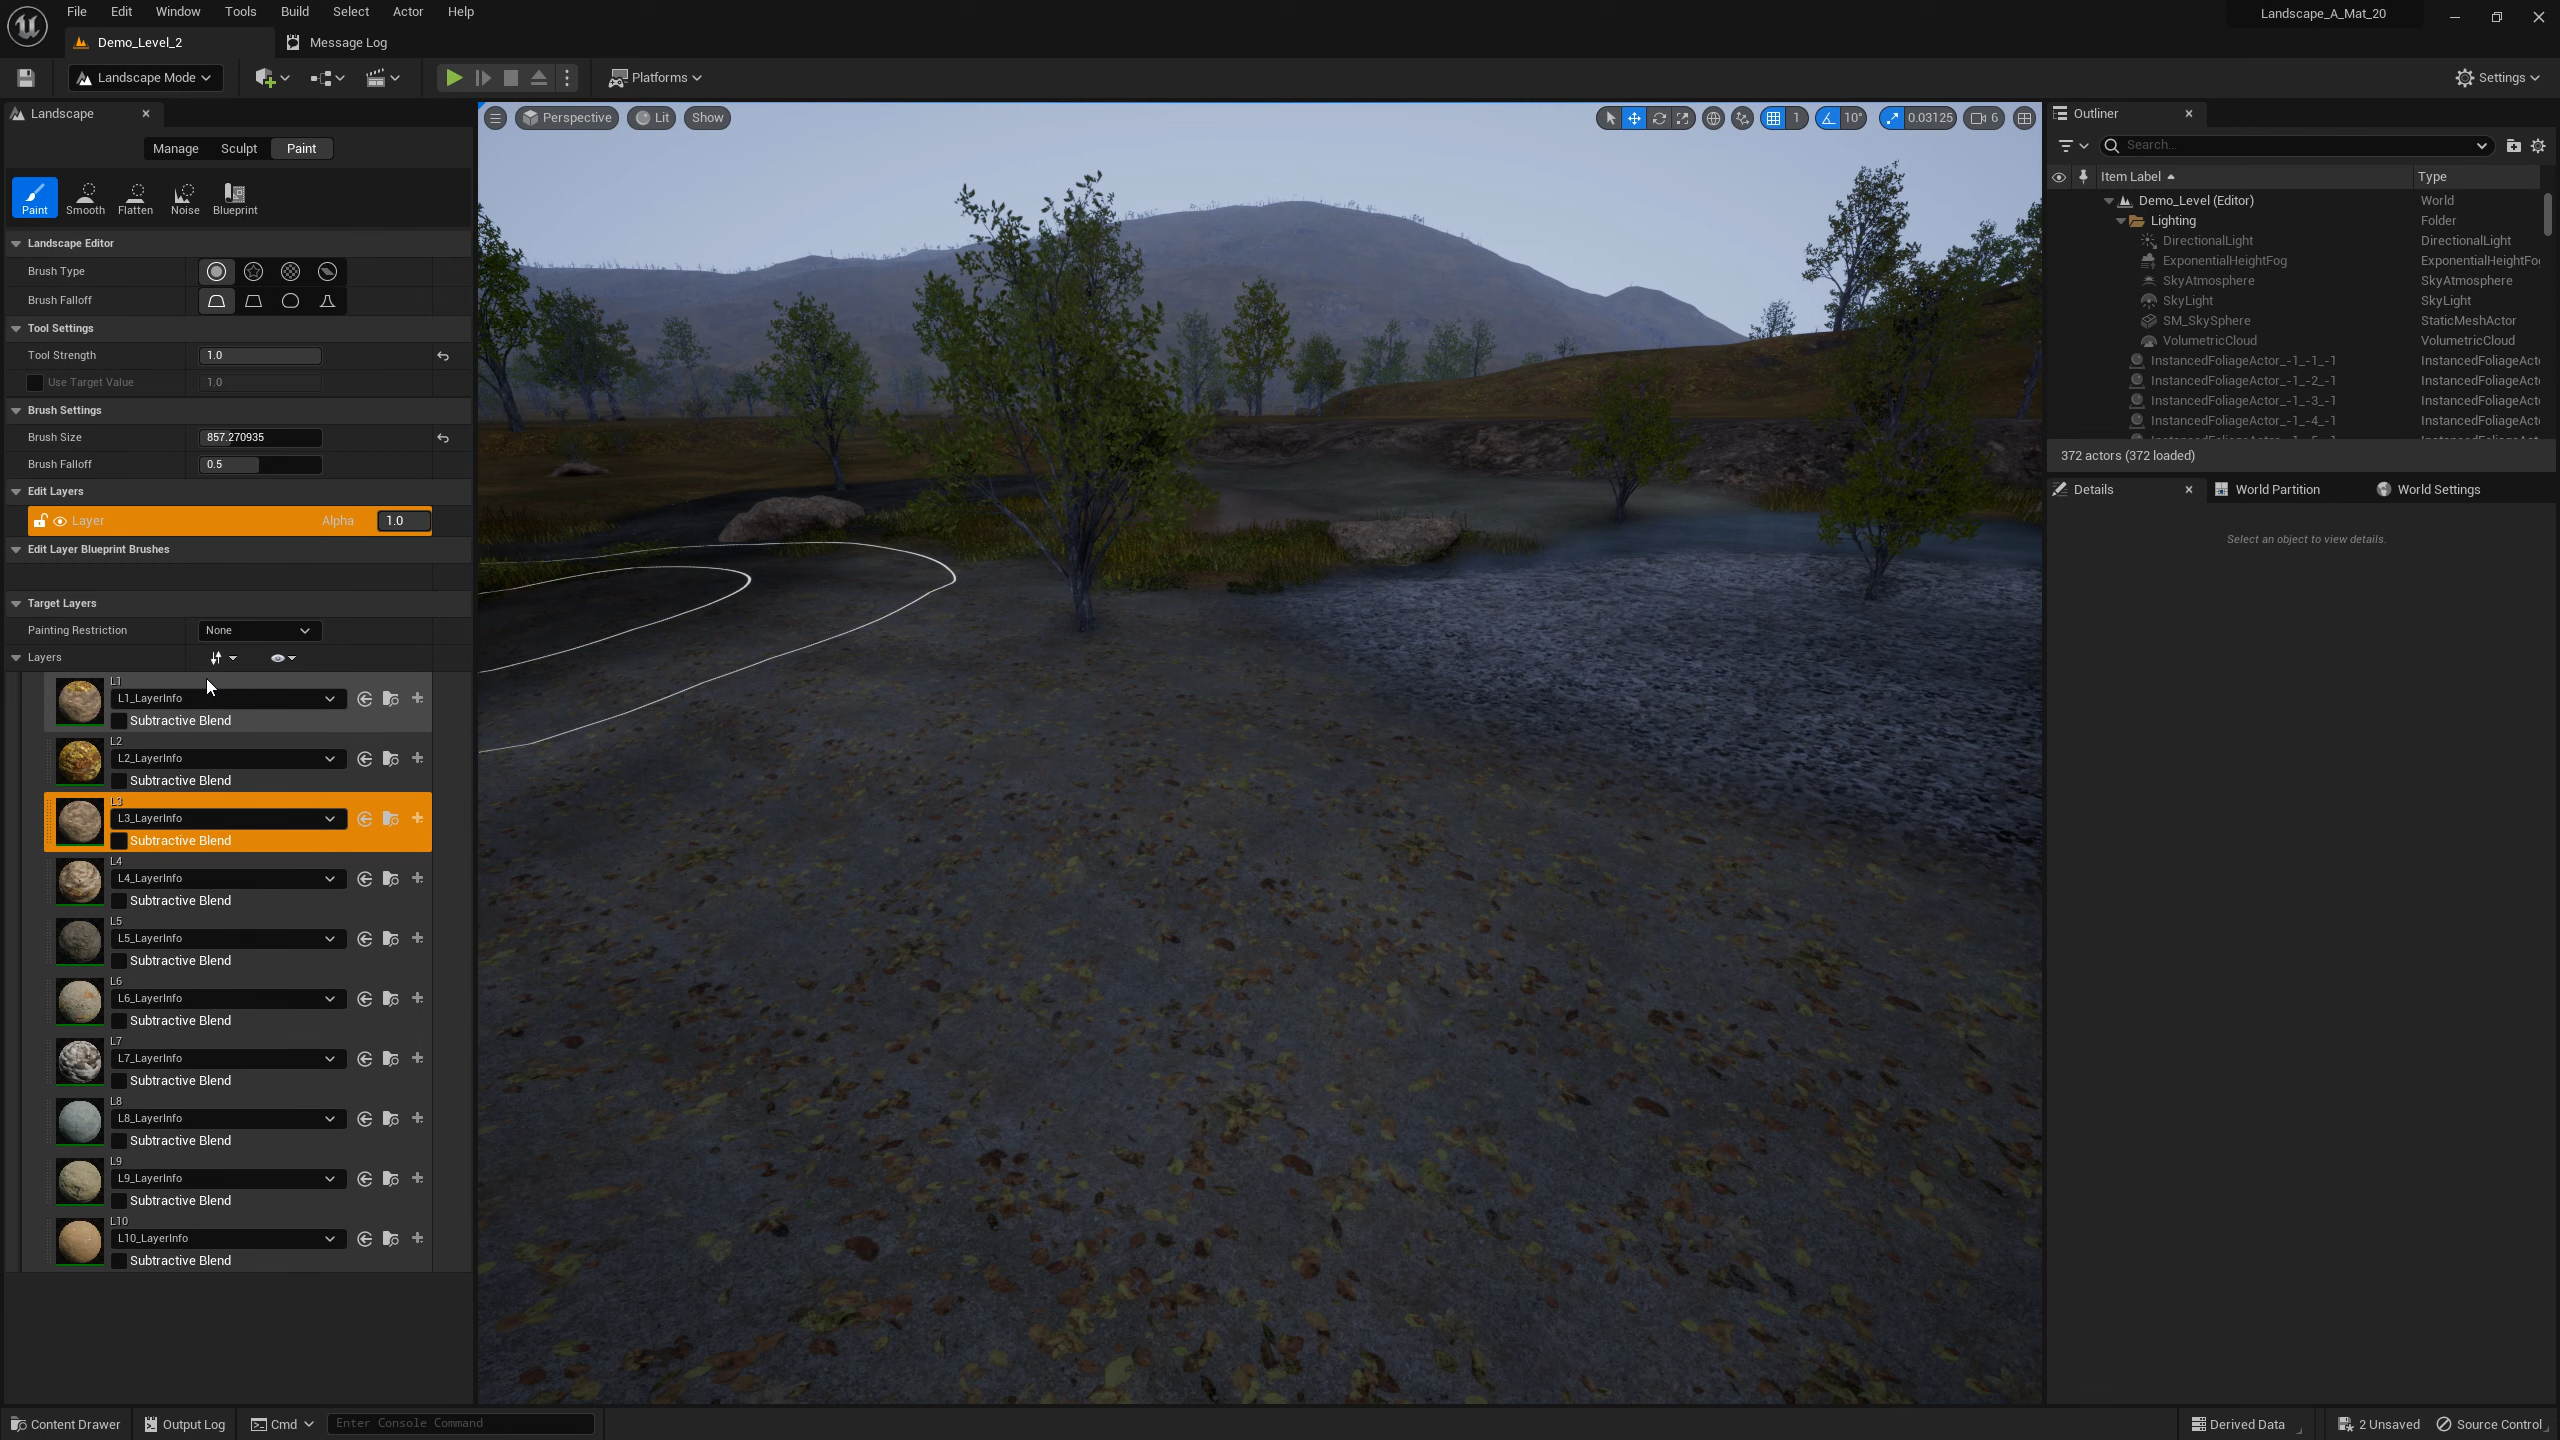 File Edit Window Tools Build Select Actor Help
Landscape_A_Mat_20
Demo_Level_2
Message Log
Landscape Mode
Platforms
Settings
Landscape
Manage Sculpt Paint
Paint Smooth Flatten Noise Blueprint
Landscape Editor
Brush Type
Brush Falloff
Tool Settings
Tool Strength 1.0
Use Target Value 1.0
Brush Settings
Brush Size 857.270935
Brush Falloff 0.5
Edit Layers
Layer Alpha 1.0
Edit Layer Blueprint Brushes
Target Layers
Painting Restriction None
Layers
L1
L1_LayerInfo
Subtractive Blend
L2
L2_LayerInfo
Subtractive Blend
L3
L3_LayerInfo
Subtractive Blend
L4
L4_LayerInfo
Subtractive Blend
L5
L5_LayerInfo
Subtractive Blend
L6
L6_LayerInfo
Subtractive Blend
L7
L7_LayerInfo
Subtractive Blend
L8
L8_LayerInfo
Subtractive Blend
L9
L9_LayerInfo
Subtractive Blend
L10
L10_LayerInfo
Subtractive Blend
Perspective Lit Show
1 10° 0.03125 6
Outliner
Search...
Item Label Type
Demo_Level (Editor) World
Lighting Folder
DirectionalLight DirectionalLight
ExponentialHeightFog ExponentialHeightFo
SkyAtmosphere SkyAtmosphere
SkyLight SkyLight
SM_SkySphere StaticMeshActor
VolumetricCloud VolumetricCloud
InstancedFoliageActor_-1_-1_-1 InstancedFoliageAct
InstancedFoliageActor_-1_-2_-1 InstancedFoliageAct
InstancedFoliageActor_-1_-3_-1 InstancedFoliageAct
InstancedFoliageActor_-1_-4_-1 InstancedFoliageAct
372 actors (372 loaded)
Details
World Partition
World Settings
Select an object to view details.
Content Drawer
Output Log
Cmd
Enter Console Command
Derived Data
2 Unsaved
Source Control